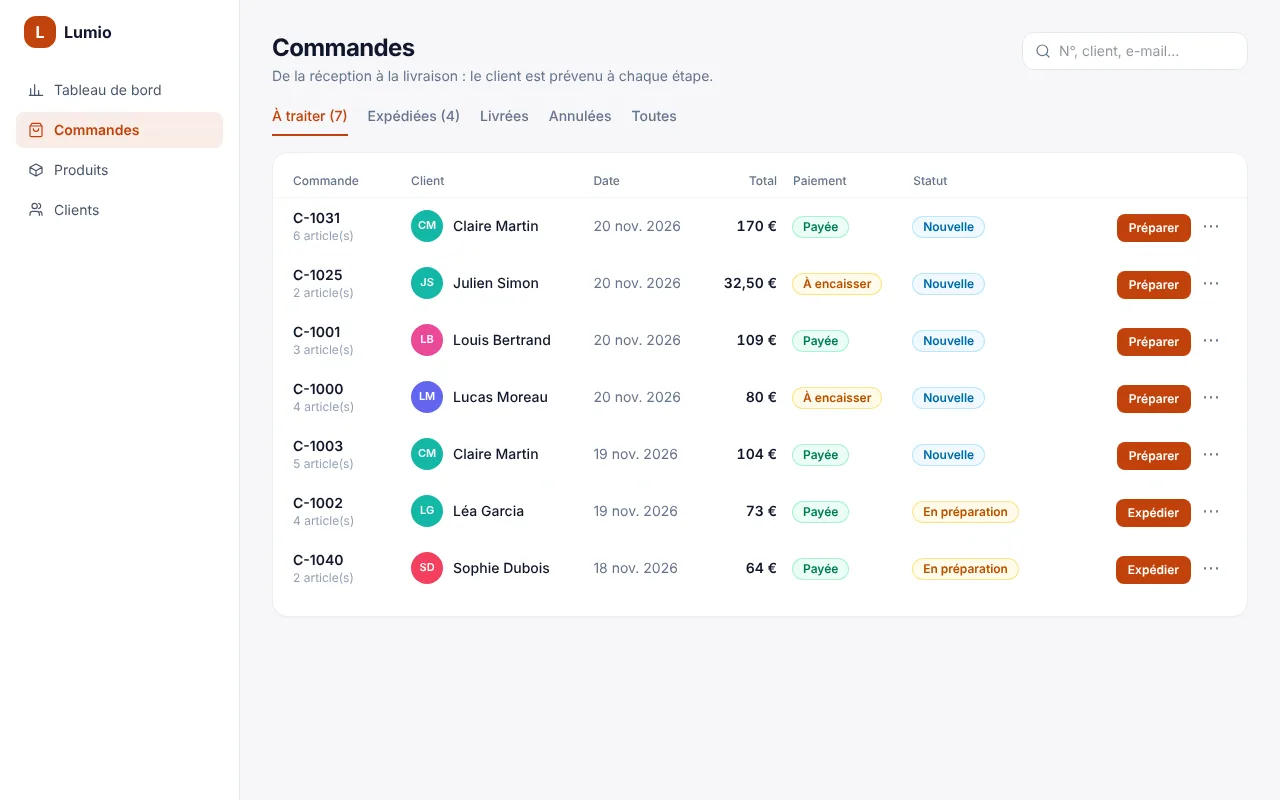 L Lumio
Tableau de bord
Commandes
Produits
Clients
Commandes
De la réception à la livraison : le client est prévenu à chaque étape.
N°, client, e-mail...
À traiter (7) Expédiées (4) Livrées Annulées Toutes
Commande Client Date Total Paiement Statut
C-1031
6 article(s)
CM Claire Martin 20 nov. 2026 170 € Payée Nouvelle Préparer ...
C-1025
2 article(s)
JS Julien Simon 20 nov. 2026 32,50 € À encaisser Nouvelle Préparer ...
C-1001
3 article(s)
LB Louis Bertrand 20 nov. 2026 109 € Payée Nouvelle Préparer ...
C-1000
4 article(s)
LM Lucas Moreau 20 nov. 2026 80 € À encaisser Nouvelle Préparer ...
C-1003
5 article(s)
CM Claire Martin 19 nov. 2026 104 € Payée Nouvelle Préparer ...
C-1002
4 article(s)
LG Léa Garcia 19 nov. 2026 73 € Payée En préparation Expédier ...
C-1040
2 article(s)
SD Sophie Dubois 18 nov. 2026 64 € Payée En préparation Expédier ...